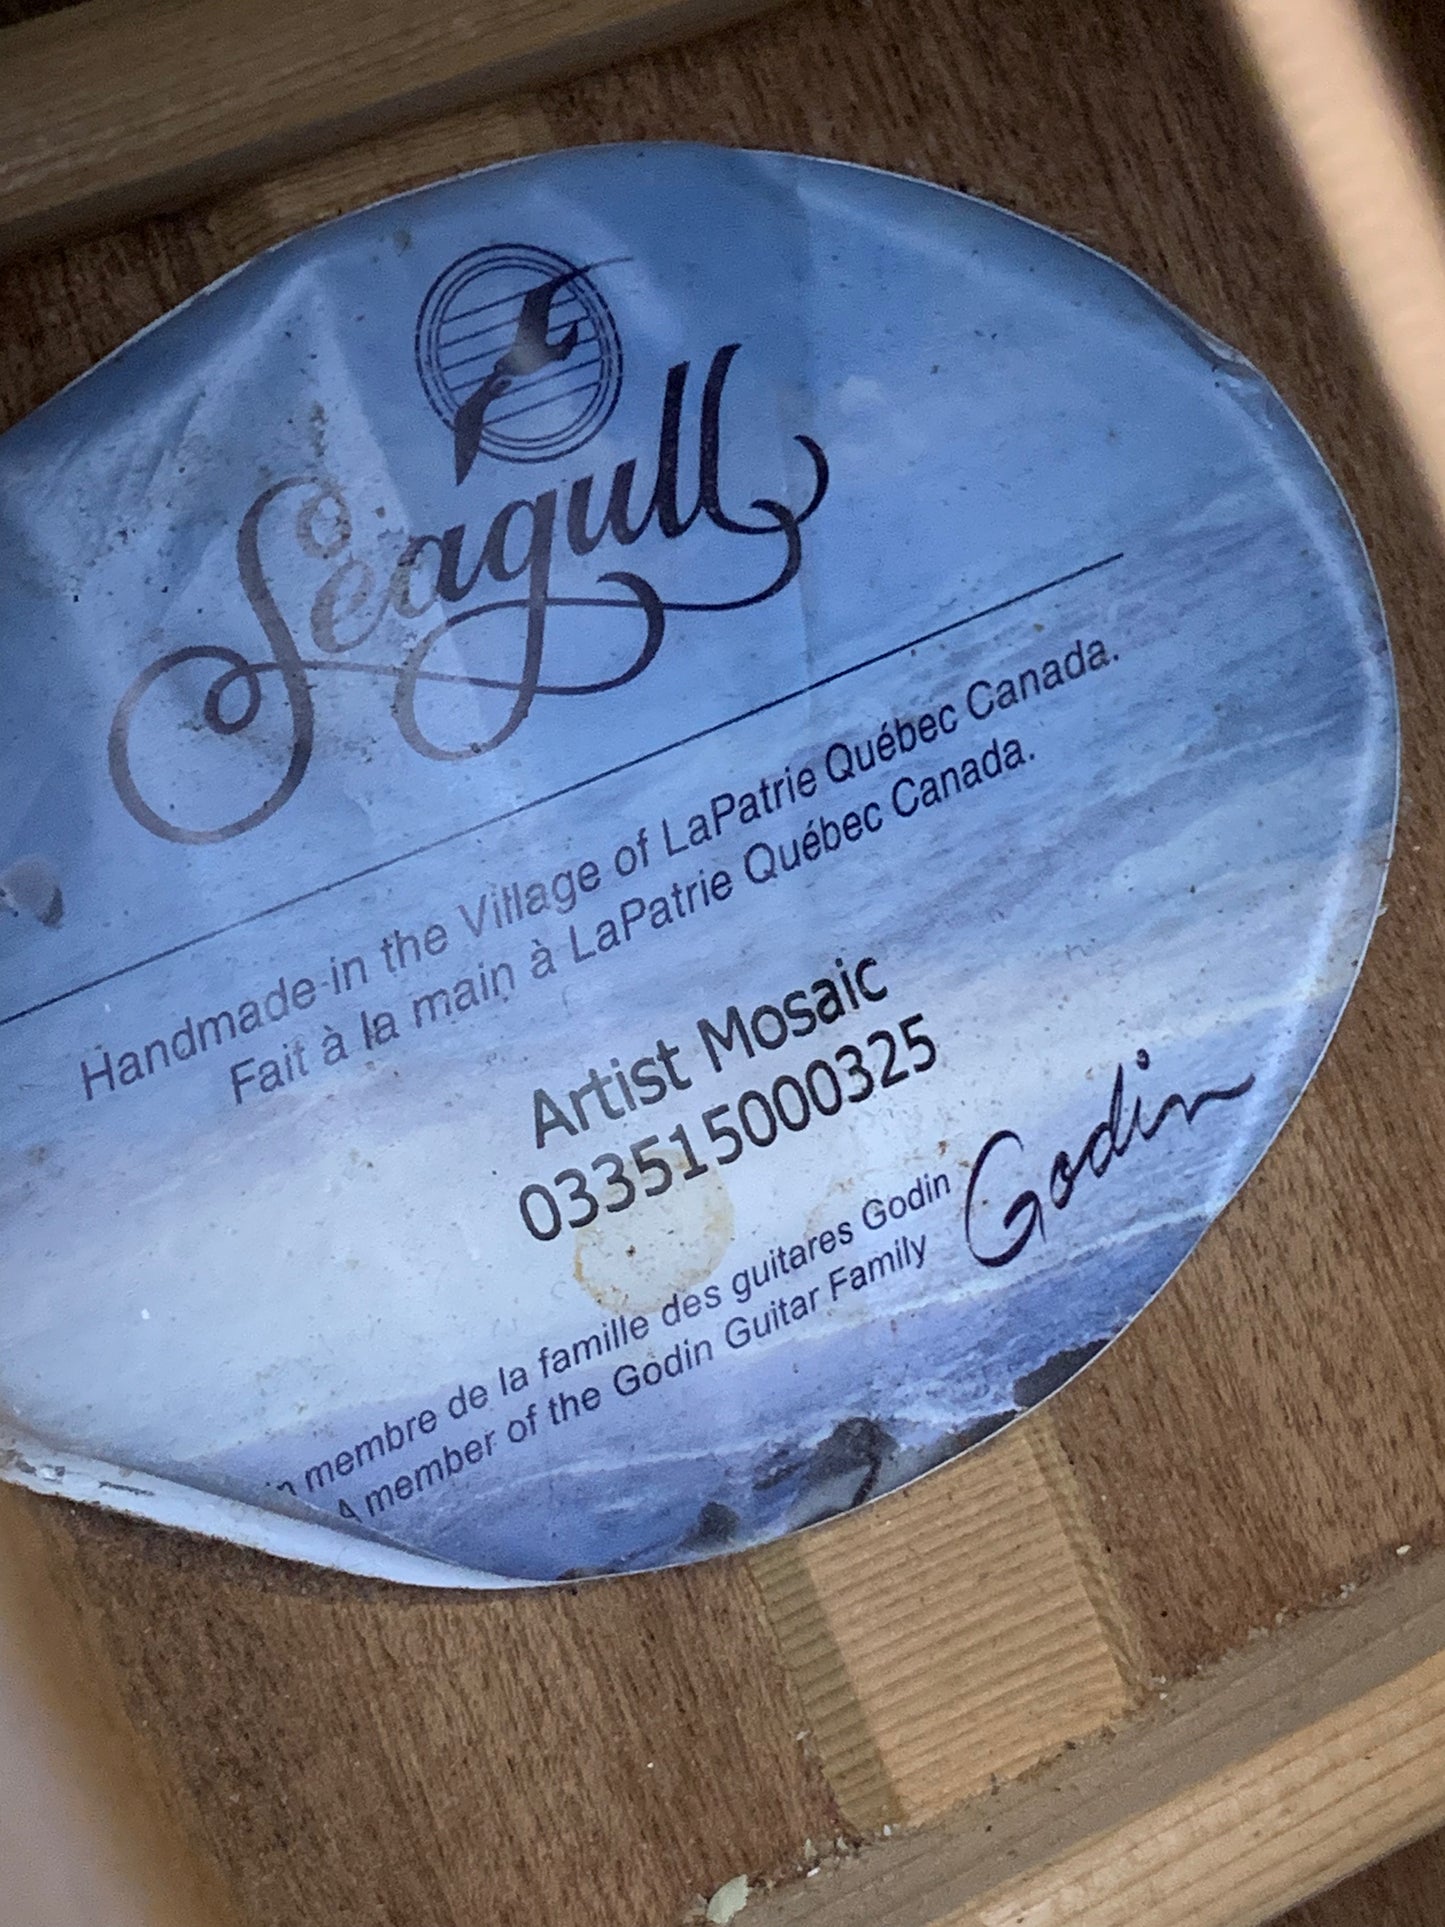 Seagull
Handmade in the Village of LaPatrie Québec Canada.
Fait à la main à LaPatrie Québec Canada.
Artist Mosaic
033515000325
membre de la famille des guitares Godin
A member of the Godin Guitar Family
Godin